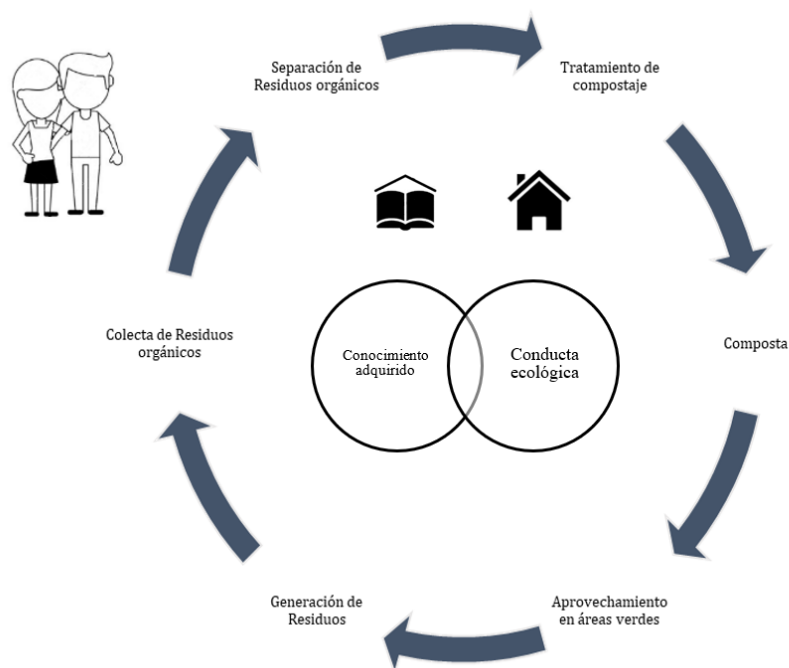 Separación de
Residuos orgánicos
Tratamiento de
compostaje
Colecta de Residuos
orgánicos
Conocimiento
adquirido
Conducta
ecológica
Composta
Generación de
Residuos
Aprovechamiento
en áreas verdes